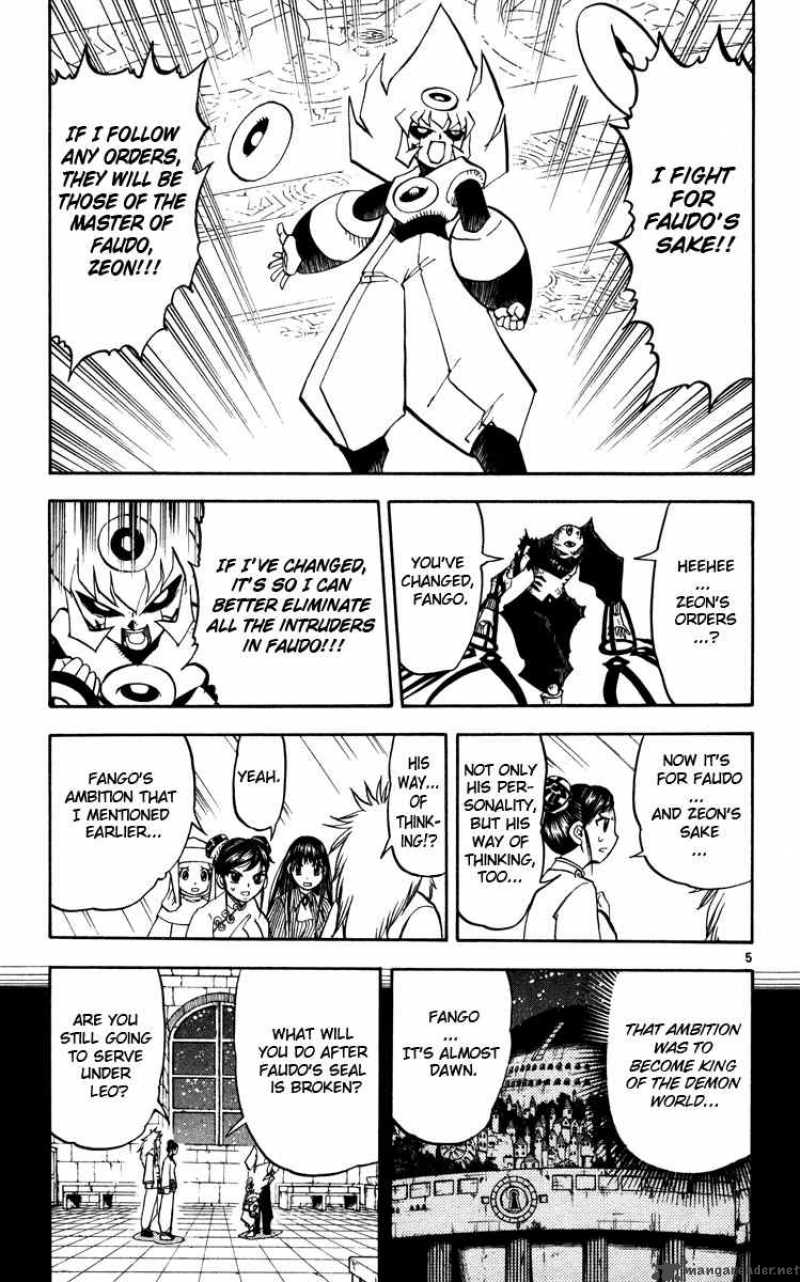 I FIGHT
FOR
FAUDO'S
SAKE!!
IF I FOLLOW
ANY ORDERS,
THEY WILL BE
THOSE OF THE
MASTER OF
FAUDO,
ZEON!!!
HEEHEE
...
ZEON'S
ORDERS
...?
YOU'VE
CHANGED,
FANGO.
IF I'VE CHANGED,
IT'S SO I CAN
BETTER ELIMINATE
ALL THE INTRUDERS
IN FAUDO!!!
NOW IT'S
FOR FAUDO
...
AND ZEON'S
SAKE
...
NOT ONLY
HIS PER-
SONALITY,
BUT HIS
WAY OF
THINKING,
TOO...
HIS
WAY...
OF
THINK-
ING!?
YEAH.
FANGO'S
AMBITION THAT
I MENTIONED
EARLIER...
5
THAT AMBITION
WAS TO
BECOME KING
OF THE DEMON
WORLD...
FANGO
...
IT'S ALMOST
DAWN.
WHAT WILL
YOU DO AFTER
FAUDO'S SEAL
IS BROKEN?
ARE YOU
STILL GOING
TO SERVE
UNDER
LEO?
mangareader.net